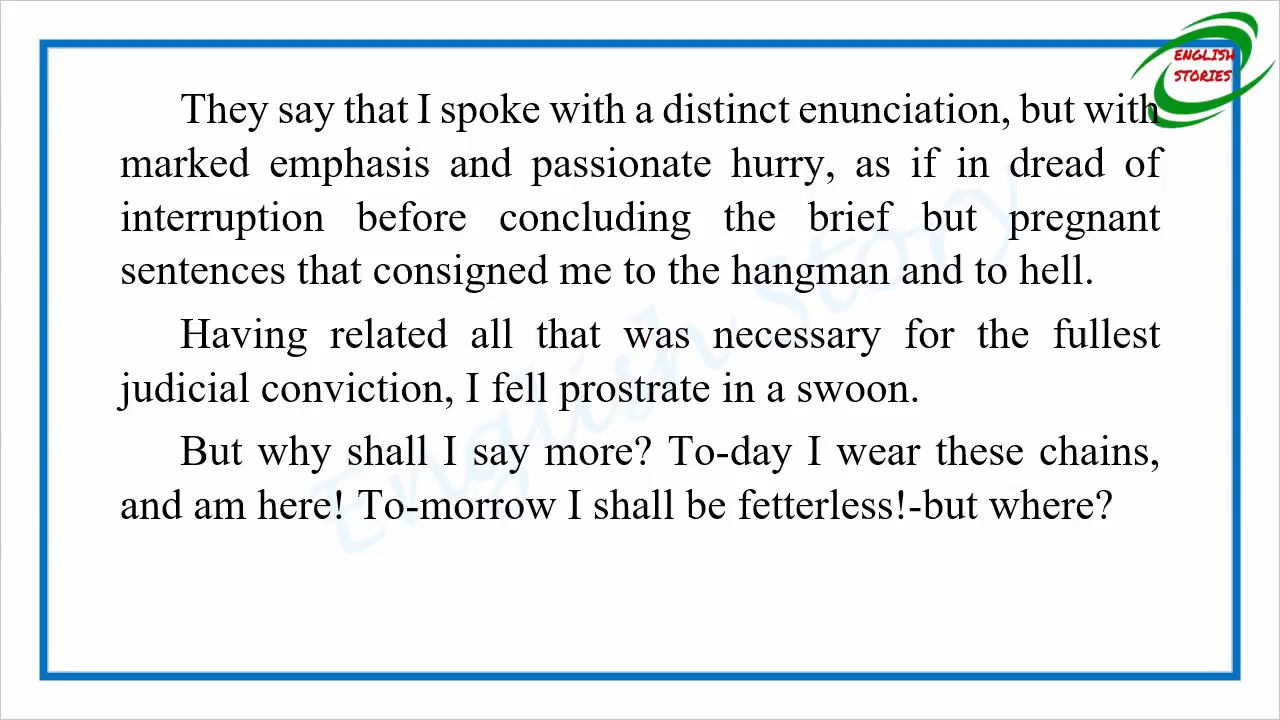 ENGLISH
STORIES
They say that I spoke with a distinct enunciation, but with
marked emphasis and passionate hurry, as if in dread of
interruption before concluding the brief but pregnant
sentences that consigned me to the hangman and to hell.
Having related all that was necessary for the fullest
judicial conviction, I fell prostrate in a swoon.
But why shall I say more? To-day I wear these chains,
and am here! To-morrow I shall be fetterless!-but where?
English Story